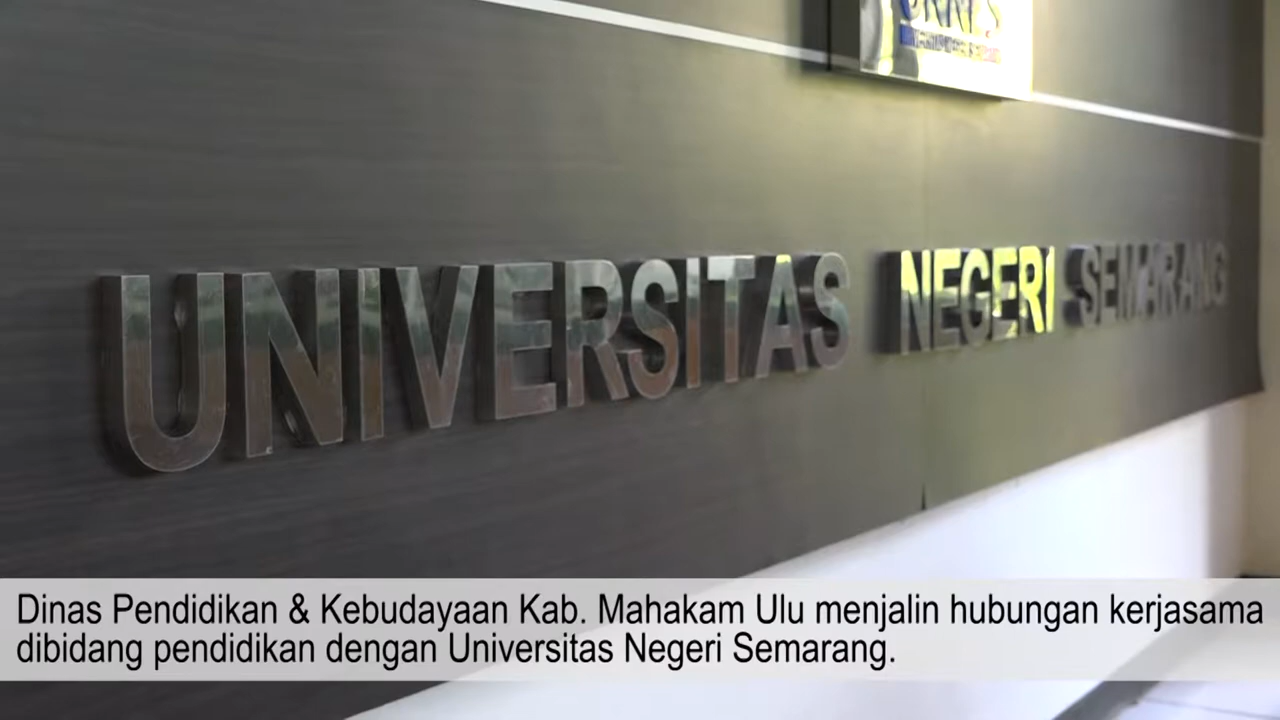 UNIVERSITAS NEGERI SEMARANG
Dinas Pendidikan & Kebudayaan Kab. Mahakam Ulu menjalin hubungan kerjasama
dibidang pendidikan dengan Universitas Negeri Semarang.